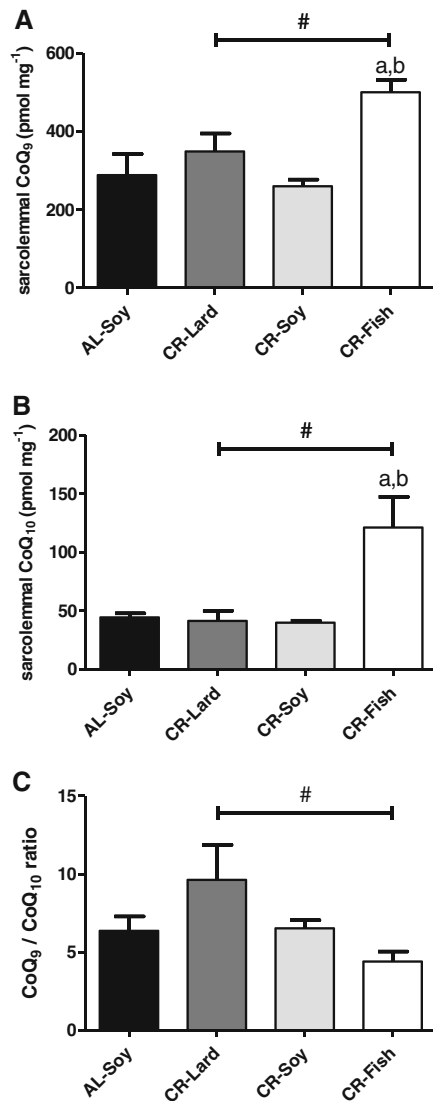 A
#
a,b
sarcolemmal CoQ₉ (pmol mg⁻¹)
600
400
200
0
AL-Soy
CR-Lard
CR-Soy
CR-Fish
B
#
a,b
sarcolemmal CoQ₁₀ (pmol mg⁻¹)
200
150
100
50
0
AL-Soy
CR-Lard
CR-Soy
CR-Fish
C
#
CoQ₉ / CoQ₁₀ ratio
15
10
5
0
AL-Soy
CR-Lard
CR-Soy
CR-Fish